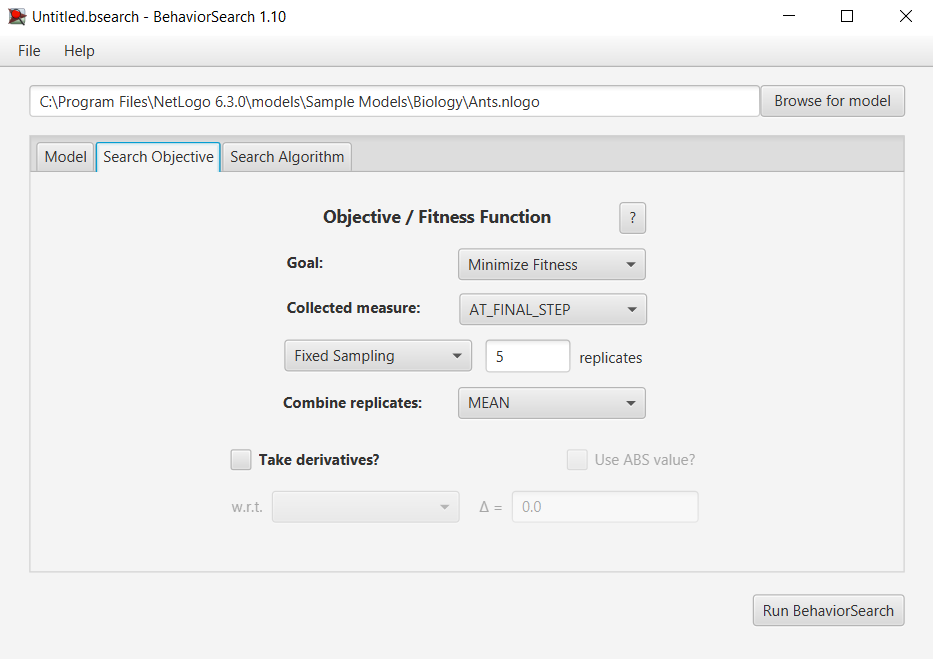 Untitled.bsearch - BehaviorSearch 1.10
File Help
C:\Program Files\NetLogo 6.3.0\models\Sample Models\Biology\Ants.nlogo Browse for model
Model Search Objective Search Algorithm
Objective / Fitness Function ?
Goal: Minimize Fitness
Collected measure: AT_FINAL_STEP
Fixed Sampling 5 replicates
Combine replicates: MEAN
Take derivatives? Use ABS value?
w.r.t. Δ = 0.0
Run BehaviorSearch